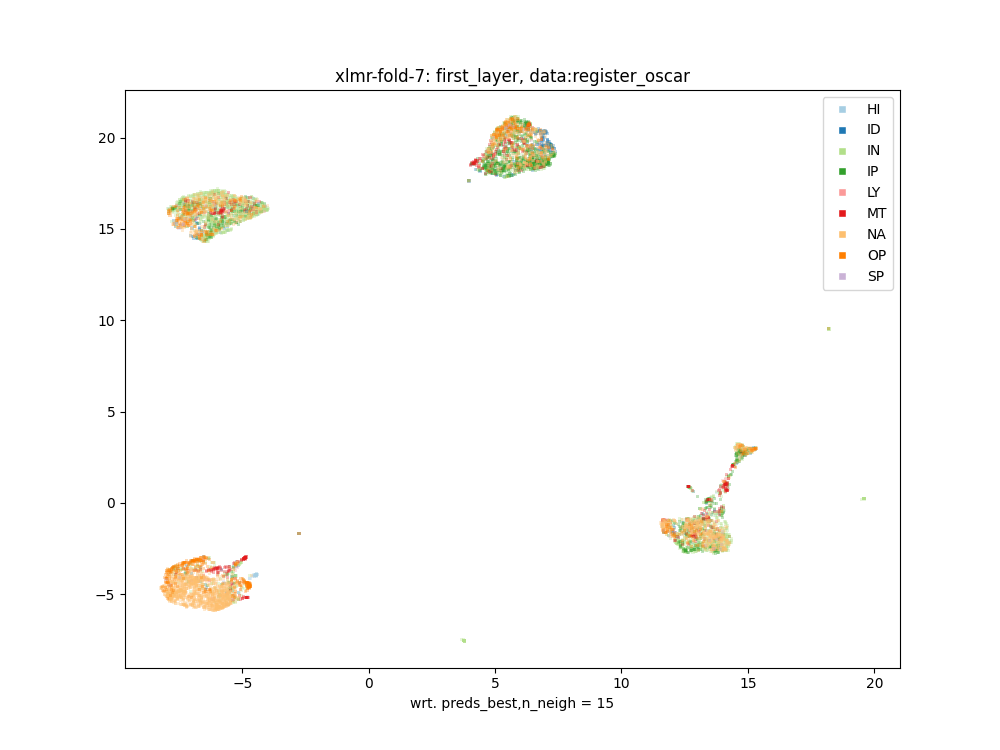 xlmr-fold-7: first_layer, data:register_oscar
HI
ID
IN
IP
LY
MT
NA
OP
SP
20
15
10
5
0
−5
−5
0
5
10
15
20
wrt. preds_best,n_neigh = 15